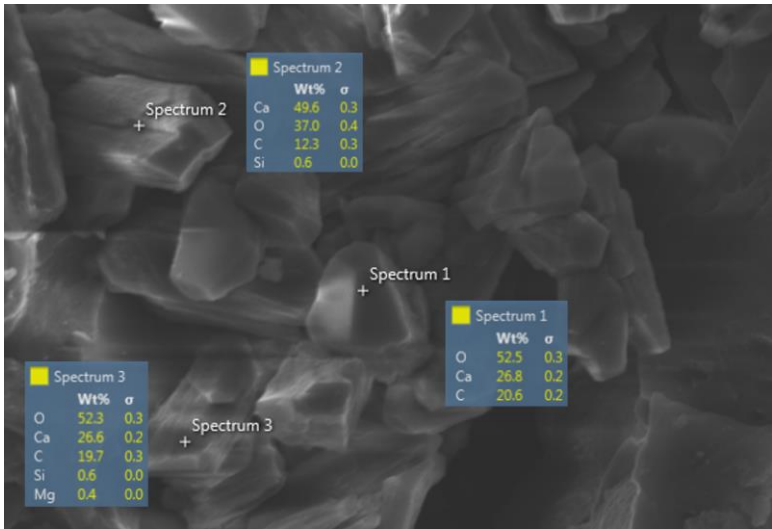 Spectrum 2
Wt% σ
Ca 49.6 0.3
O 37.0 0.4
C 12.3 0.3
Si 0.6 0.0
Spectrum 2
Spectrum 1
Spectrum 1
Wt% σ
O 52.5 0.3
Ca 26.8 0.2
C 20.6 0.2
Spectrum 3
Wt% σ
O 52.3 0.3
Ca 26.6 0.2
C 19.7 0.3
Si 0.6 0.0
Mg 0.4 0.0
Spectrum 3